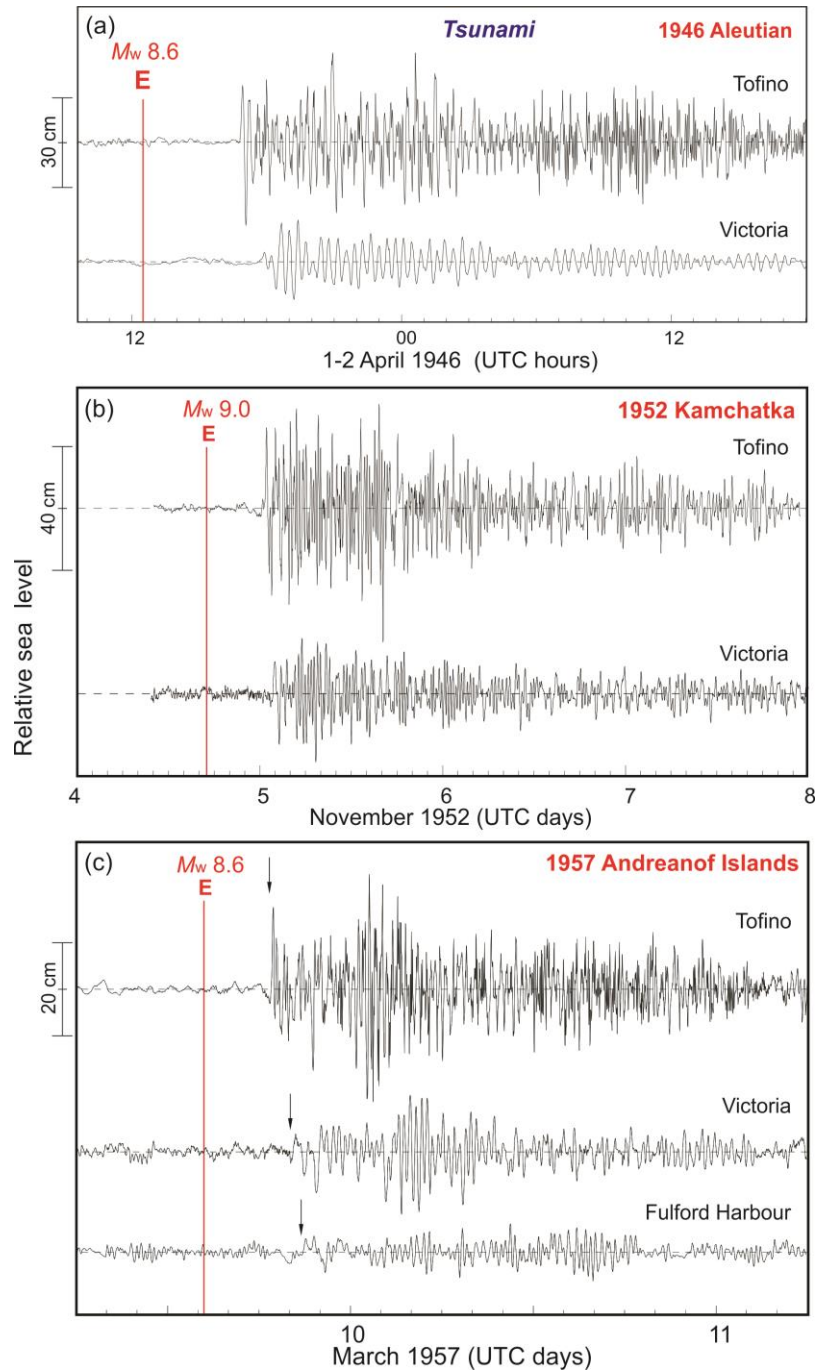 (a)
Tsunami
1946 Aleutian
Mw 8.6
E
Tofino
30 cm
Victoria
12
00
12
1-2 April 1946 (UTC hours)
(b)
Mw 9.0
E
1952 Kamchatka
Tofino
40 cm
Victoria
Relative sea level
4
5
6
7
8
November 1952 (UTC days)
(c)
Mw 8.6
E
1957 Andreanof Islands
Tofino
20 cm
Victoria
Fulford Harbour
10
11
March 1957 (UTC days)